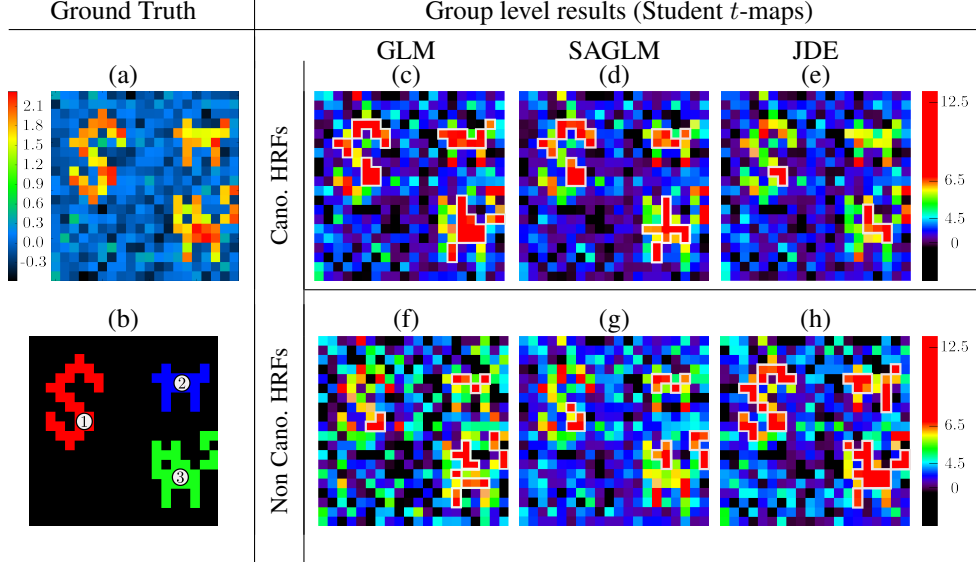 Ground Truth
Group level results (Student t-maps)
GLM SAGLM JDE
(a) (c) (d) (e)
2.1
1.8
1.5
1.2
0.9
0.6
0.3
0.0
-0.3
Cano. HRFs
12.5
6.5
4
0
(b) (f) (g) (h)
1
2
3
Non Cano. HRFs
12.5
6.5
4
0